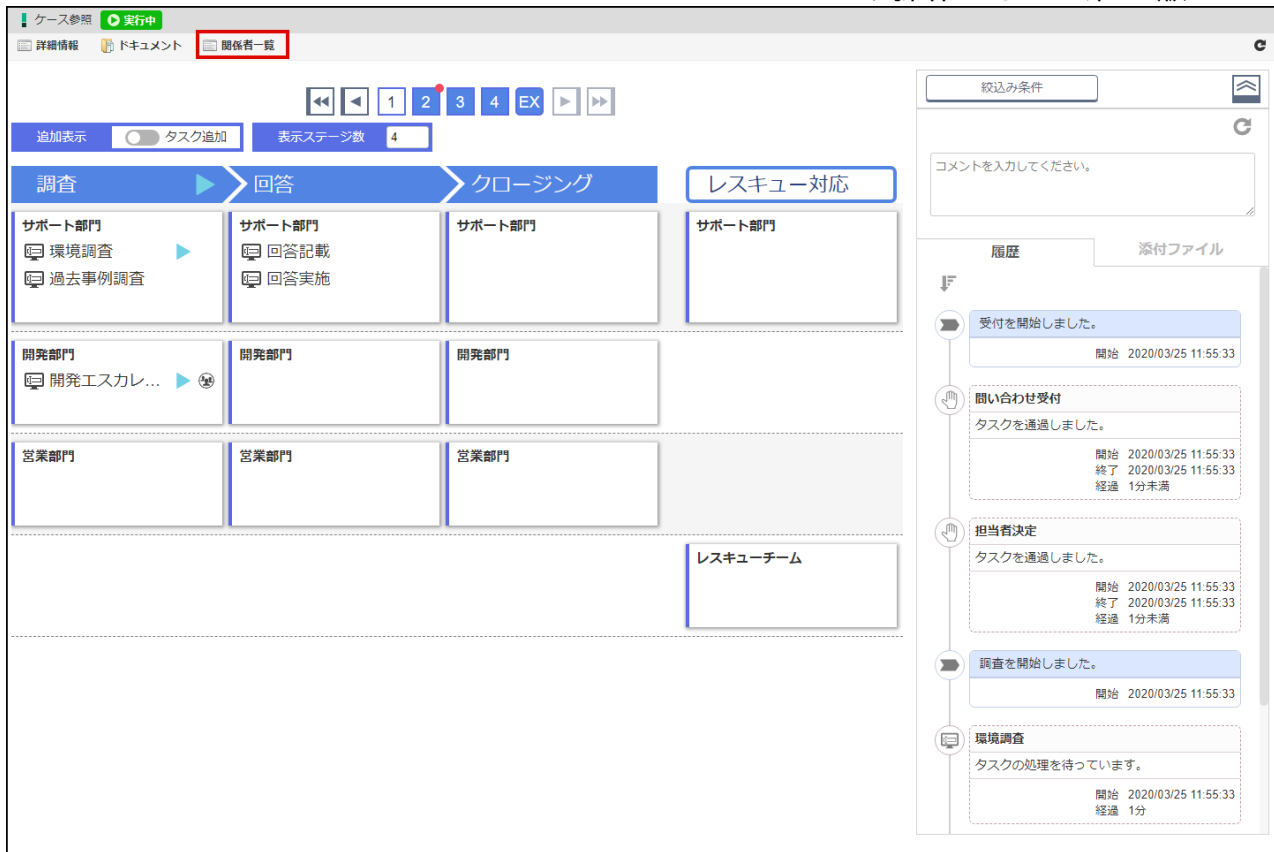 ケース参照 実行中
詳細情報 ドキュメント 関係者一覧
1 2 3 4 EX
追加表示 タスク追加 表示ステージ数 4
調査 回答 クロージング レスキュー対応
サポート部門 サポート部門 サポート部門 サポート部門
環境調査 回答記載
過去事例調査 回答実施
開発部門 開発部門 開発部門
開発エスカレ...
営業部門 営業部門 営業部門
レスキューチーム
絞込み条件
コメントを入力してください。
履歴 添付ファイル
受付を開始しました。
開始 2020/03/25 11:55:33
問い合わせ受付
タスクを通過しました。
開始 2020/03/25 11:55:33
終了 2020/03/25 11:55:33
経過 1分未満
担当者決定
タスクを通過しました。
開始 2020/03/25 11:55:33
終了 2020/03/25 11:55:33
経過 1分未満
調査を開始しました。
開始 2020/03/25 11:55:33
環境調査
タスクの処理を待っています。
開始 2020/03/25 11:55:33
経過 1分